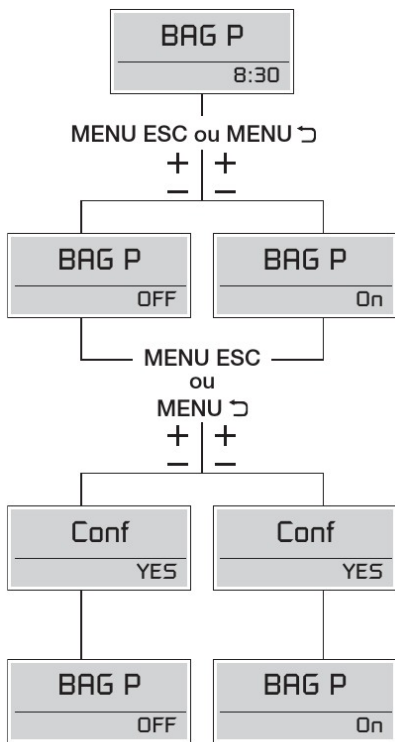 BAG P
8:30
MENU ESC ou MENU ⮌
+ +
– –
BAG P BAG P
OFF On
MENU ESC
ou
MENU ⮌
+ +
– –
Conf Conf
YES YES
BAG P BAG P
OFF On